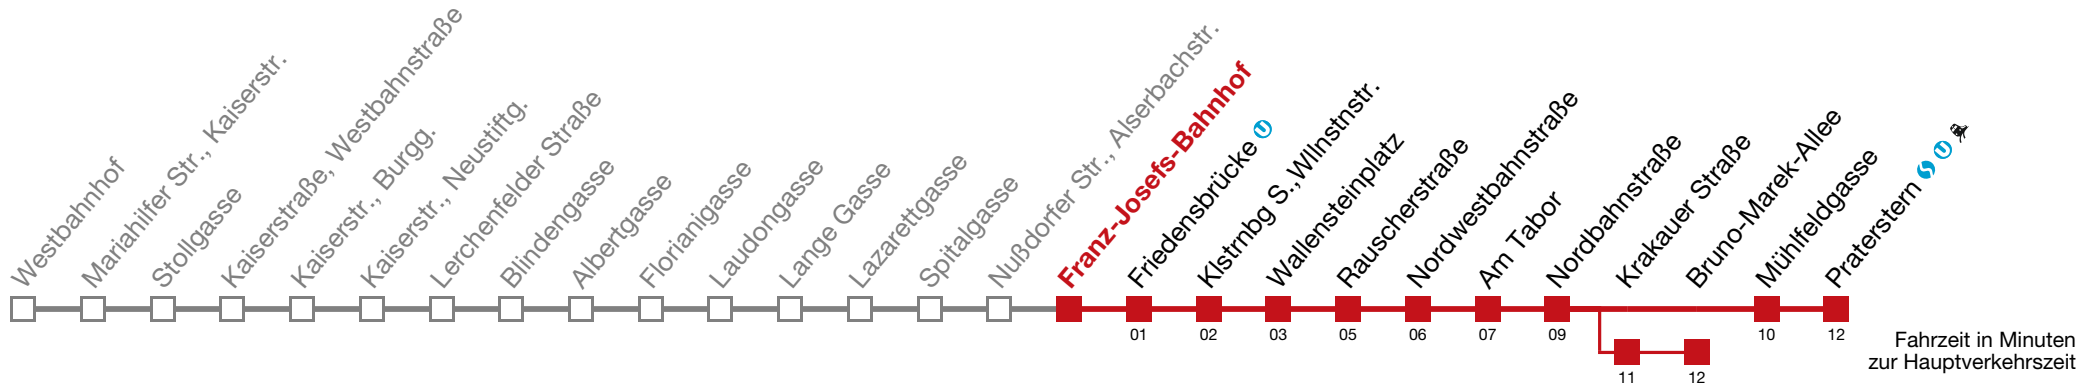 Westbahnhof
Mariahilfer Str., Kaiserstr.
Stollgasse
Kaiserstraße, Westbahnstraße
Kaiserstr., Burgg.
Kaiserstr., Neustiftg.
Lerchenfelder Straße
Blindengasse
Albertgasse
Florianigasse
Laudongasse
Lange Gasse
Lazarettgasse
Spitalgasse
Nußdorfer Str., Alserbachstr.
Franz-Josefs-Bahnhof
Friedensbrücke U
Klstrnbg S.,Wllnstnstr.
Wallensteinplatz
Rauscherstraße
Nordwestbahnstraße
Am Tabor
Nordbahnstraße
Krakauer Straße
Bruno-Marek-Allee
Mühlfeldgasse
Praterstern S U
01 02 03 05 06 07 09 10 12
11 12
Fahrzeit in Minuten
zur Hauptverkehrszeit